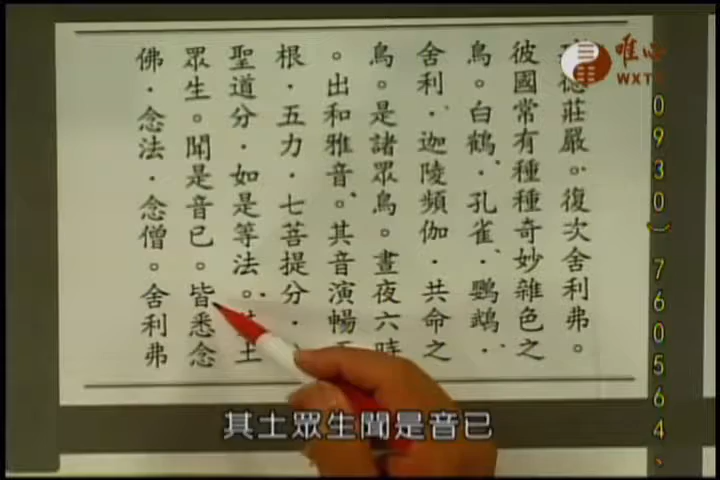 德莊嚴。復次舍利弗。
彼國常有種種奇妙雜色之
鳥。白鶴．孔雀．鸚鵡．
舍利．迦陵頻伽．共命之
鳥。是諸眾鳥。晝夜六時
。出和雅音。其音演暢
根．五力．七菩提分．
聖道分．如是等法。土
眾生。聞是音已。皆悉念
佛．念法．念僧。舍利弗
唯心
WXTV
0930)760564、
其土眾生聞是音已